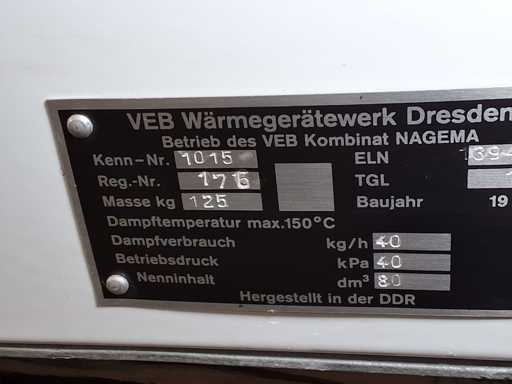 VEB Wärmegerätewerk Dresden
Betrieb des VEB Kombinat NAGEMA
Kenn-Nr. 1015 ELN
Reg.-Nr. 176 TGL
Masse kg 125 Baujahr 19
Dampftemperatur max.150°C
Dampfverbrauch kg/h 40
Betriebsdruck kPa 40
Nenninhalt dm³ 80
Hergestellt in der DDR